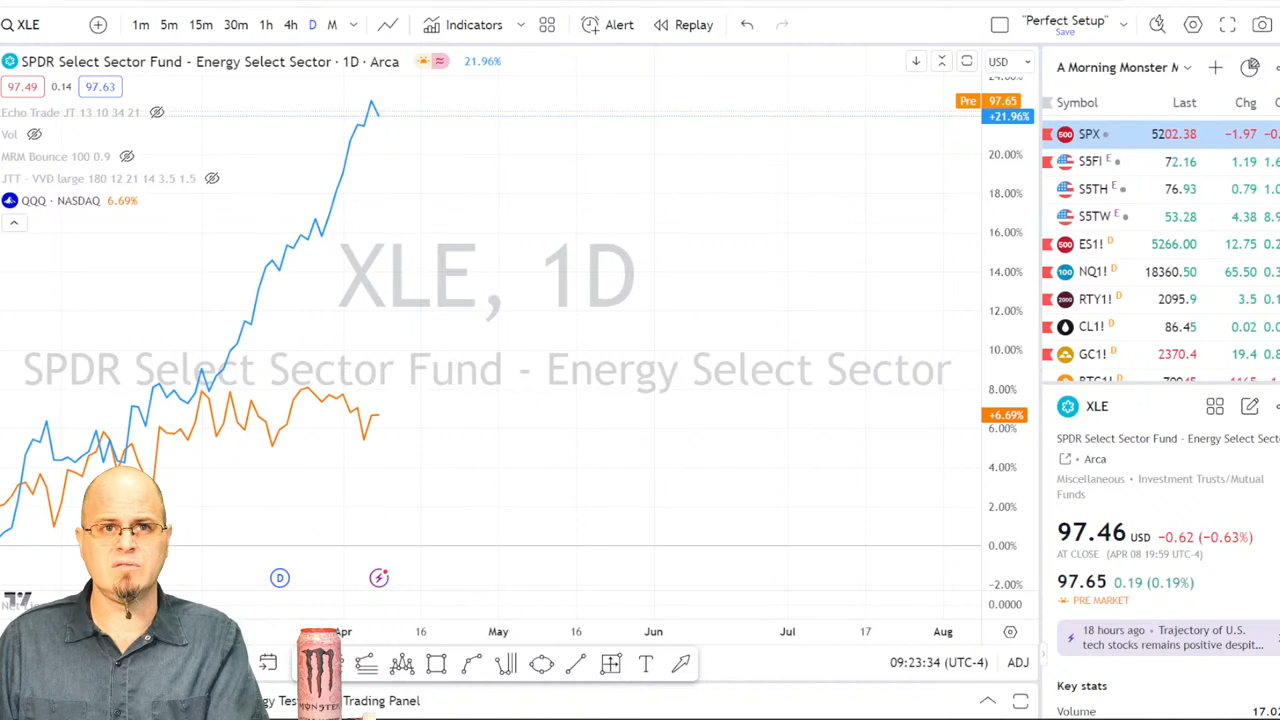 XLE
1m 5m 15m 30m 1h 4h D M
Indicators
Alert
Replay
"Perfect Setup"
Save
SPDR Select Sector Fund - Energy Select Sector · 1D · Arca
21.96%
97.49 0.14 97.63
Echo Trade JT 13 10 34 21
Vol
MRM Bounce 100 0.9
JTT - VVD large 180 12 21 14 3.5 1.5
QQQ · NASDAQ 6.69%
XLE, 1D
SPDR Select Sector Fund - Energy Select Sector
USD
24.00%
Pre 97.65
+21.96%
20.00%
18.00%
16.00%
14.00%
12.00%
10.00%
8.00%
+6.69%
6.00%
4.00%
2.00%
0.00%
-2.00%
0.0000
D
Apr 16 May 16 Jun Jul 17 Aug
09:23:34 (UTC-4) ADJ
Trading Panel
MONSTER
A Morning Monster M
Symbol Last Chg
SPX 5202.38 -1.97
S5FI E 72.16 1.19
S5TH E 76.93 0.79
S5TW E 53.28 4.38
ES1! D 5266.00 12.75
NQ1! D 18360.50 65.50
RTY1! D 2095.9 3.5
CL1! D 86.45 0.02
GC1! D 2370.4 19.4
XLE
SPDR Select Sector Fund - Energy Select Secto
Arca
Miscellaneous • Investment Trusts/Mutual
Funds
97.46 USD -0.62 (-0.63%)
AT CLOSE (APR 08 19:59 UTC-4)
97.65 0.19 (0.19%)
PRE MARKET
18 hours ago • Trajectory of U.S.
tech stocks remains positive despit...
Key stats
Volume